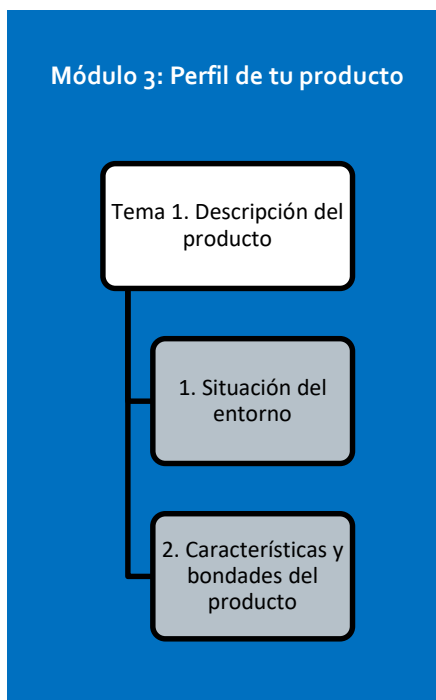 Módulo 3: Perfil de tu producto
Tema 1. Descripción del
producto
1. Situación del
entorno
2. Características y
bondades del
producto